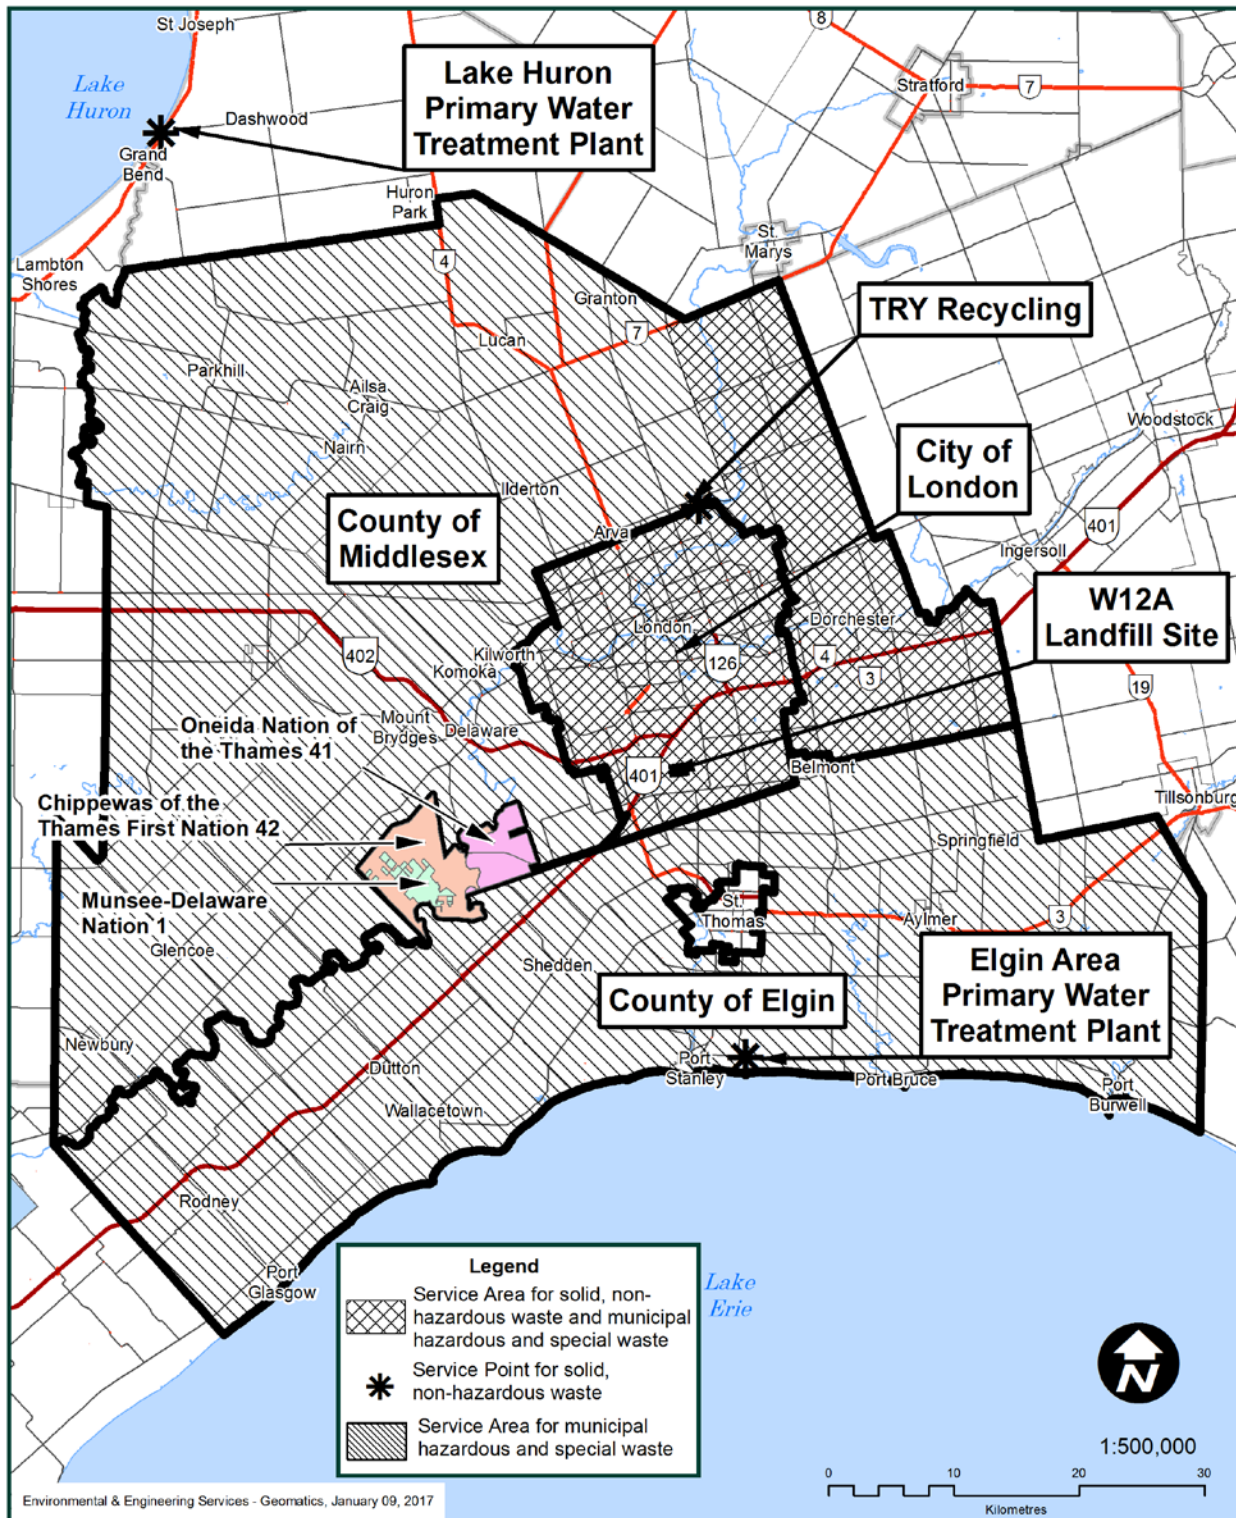 St Joseph
8
Lake
Huron
Lake Huron
Primary Water
Treatment Plant
Stratford
7
Dashwood
Grand
Bend
Huron
Park
St.
Marys
Lambton
Shores
4
Granton
TRY Recycling
7
Lucan
Parkhill
Ailsa
Craig
Woodstock
Nairn
City of
London
Ilderton
County of
Middlesex
Arva
401
Ingersoll
W12A
Landfill Site
Dorchester
London
Kilworth
402
Komoka
126
4
3
19
Oneida Nation of
the Thames 41
Mount
Brydges
Delaware
401
Belmont
Chippewas of the
Thames First Nation 42
Tillsonburg
Springfield
Munsee-Delaware
Nation 1
St.
Thomas
Aylmer
3
Glencoe
Shedden
Elgin Area
Primary Water
Treatment Plant
County of Elgin
Newbury
Dutton
Port
Stanley
Port Bruce
Port
Burwell
Wallacetown
Rodney
Port
Glasgow
Legend
Service Area for solid, non-
hazardous waste and municipal
hazardous and special waste
Service Point for solid,
non-hazardous waste
Service Area for municipal
hazardous and special waste
Lake
Erie
N
1:500,000
0 10 20 30
Kilometres
Environmental & Engineering Services - Geomatics, January 09, 2017